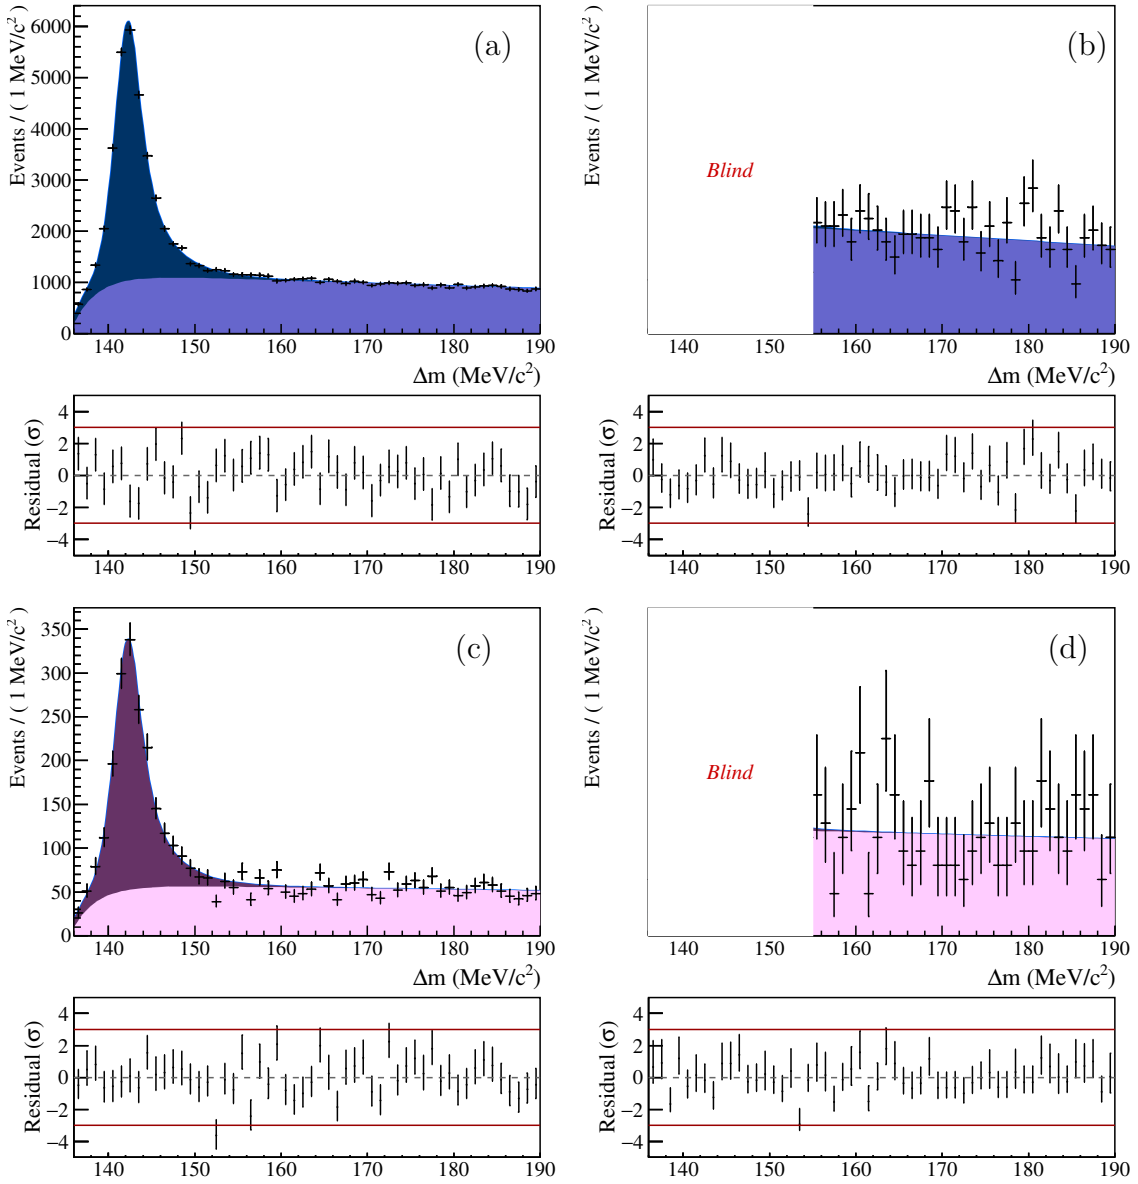 Events / ( 1 MeV/c² )
6000
5000
4000
3000
2000
1000
0
(a)
140 150 160 170 180 190
Δm (MeV/c²)
Events / ( 1 MeV/c² )
(b)
Blind
140 150 160 170 180 190
Δm (MeV/c²)
Residual (σ)
4
2
0
−2
−4
140 150 160 170 180 190
Residual (σ)
4
2
0
−2
−4
140 150 160 170 180 190
Events / ( 1 MeV/c² )
350
300
250
200
150
100
50
0
(c)
140 150 160 170 180 190
Δm (MeV/c²)
Events / ( 1 MeV/c² )
(d)
Blind
140 150 160 170 180 190
Δm (MeV/c²)
Residual (σ)
4
2
0
−2
−4
140 150 160 170 180 190
Residual (σ)
4
2
0
−2
−4
140 150 160 170 180 190